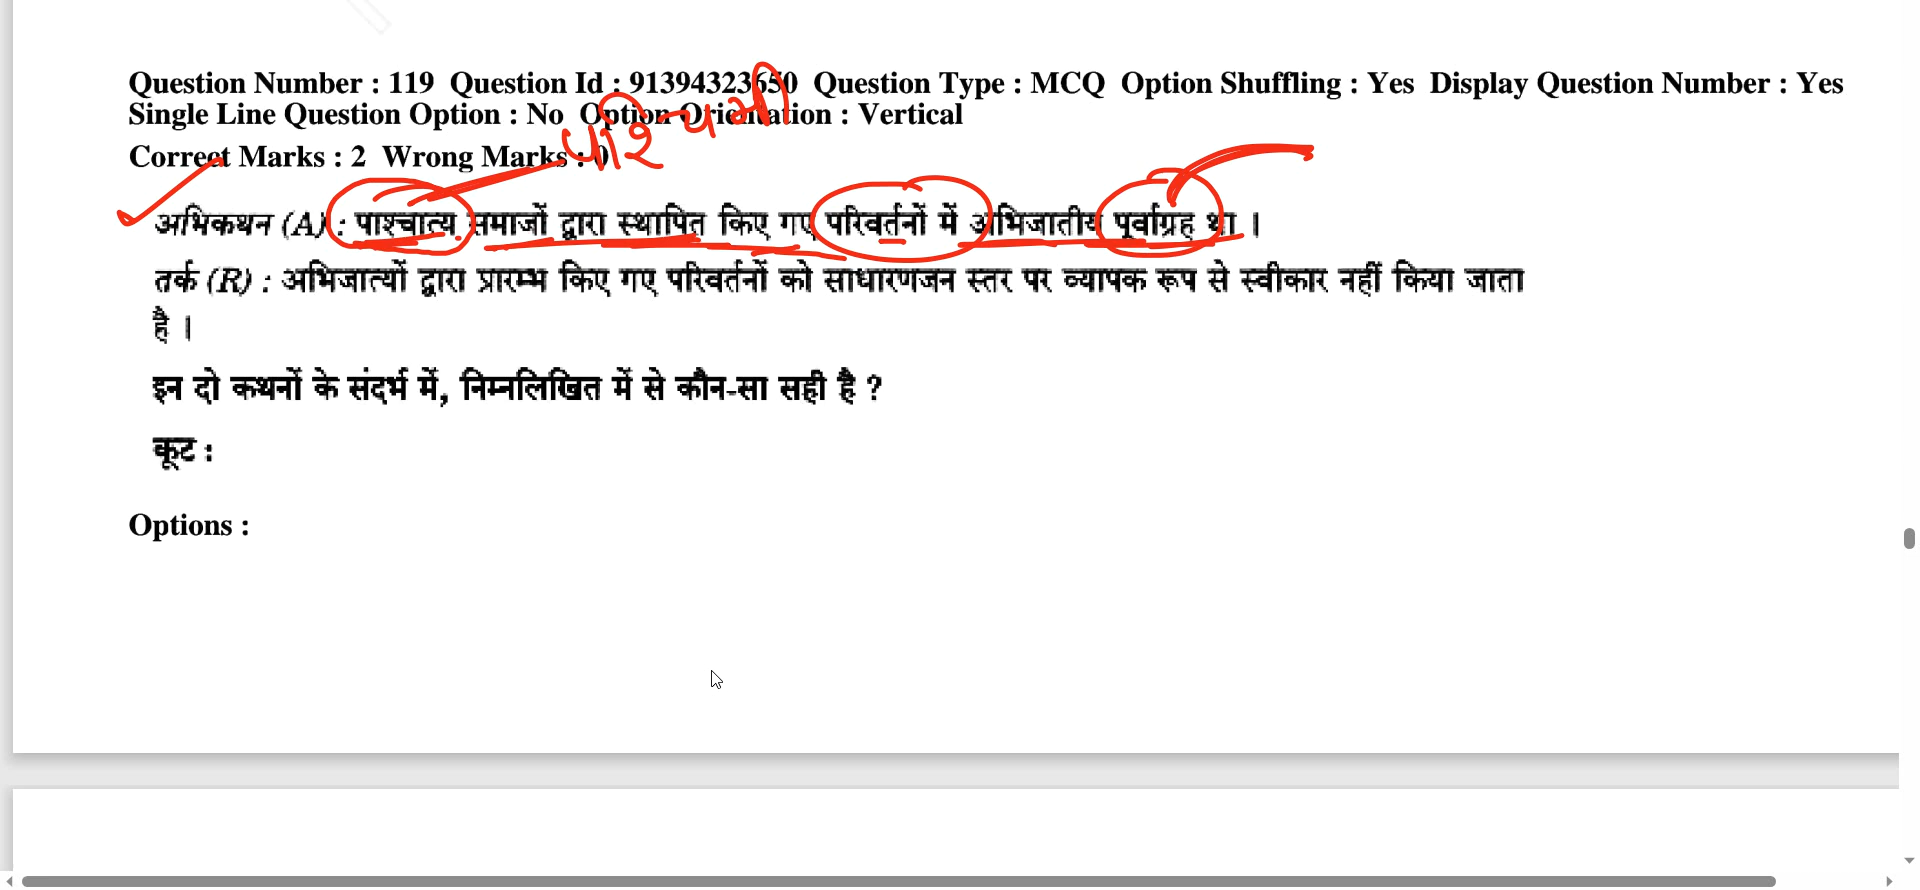 Question Number : 119 Question Id : 91394323650 Question Type : MCQ Option Shuffling : Yes Display Question Number : Yes
Single Line Question Option : No Option Orientation : Vertical
Correct Marks : 2 Wrong Marks : 0
अभिकथन (A) : पाश्चात्य समाजों द्वारा स्थापित किए गए परिवर्तनों में अभिजातीय पूर्वाग्रह था ।
तर्क (R) : अभिजात्यों द्वारा प्रारम्भ किए गए परिवर्तनों को साधारणजन स्तर पर व्यापक रूप से स्वीकार नहीं किया जाता
है ।
इन दो कथनों के संदर्भ में, निम्नलिखित में से कौन-सा सही है ?
कूट :
Options :